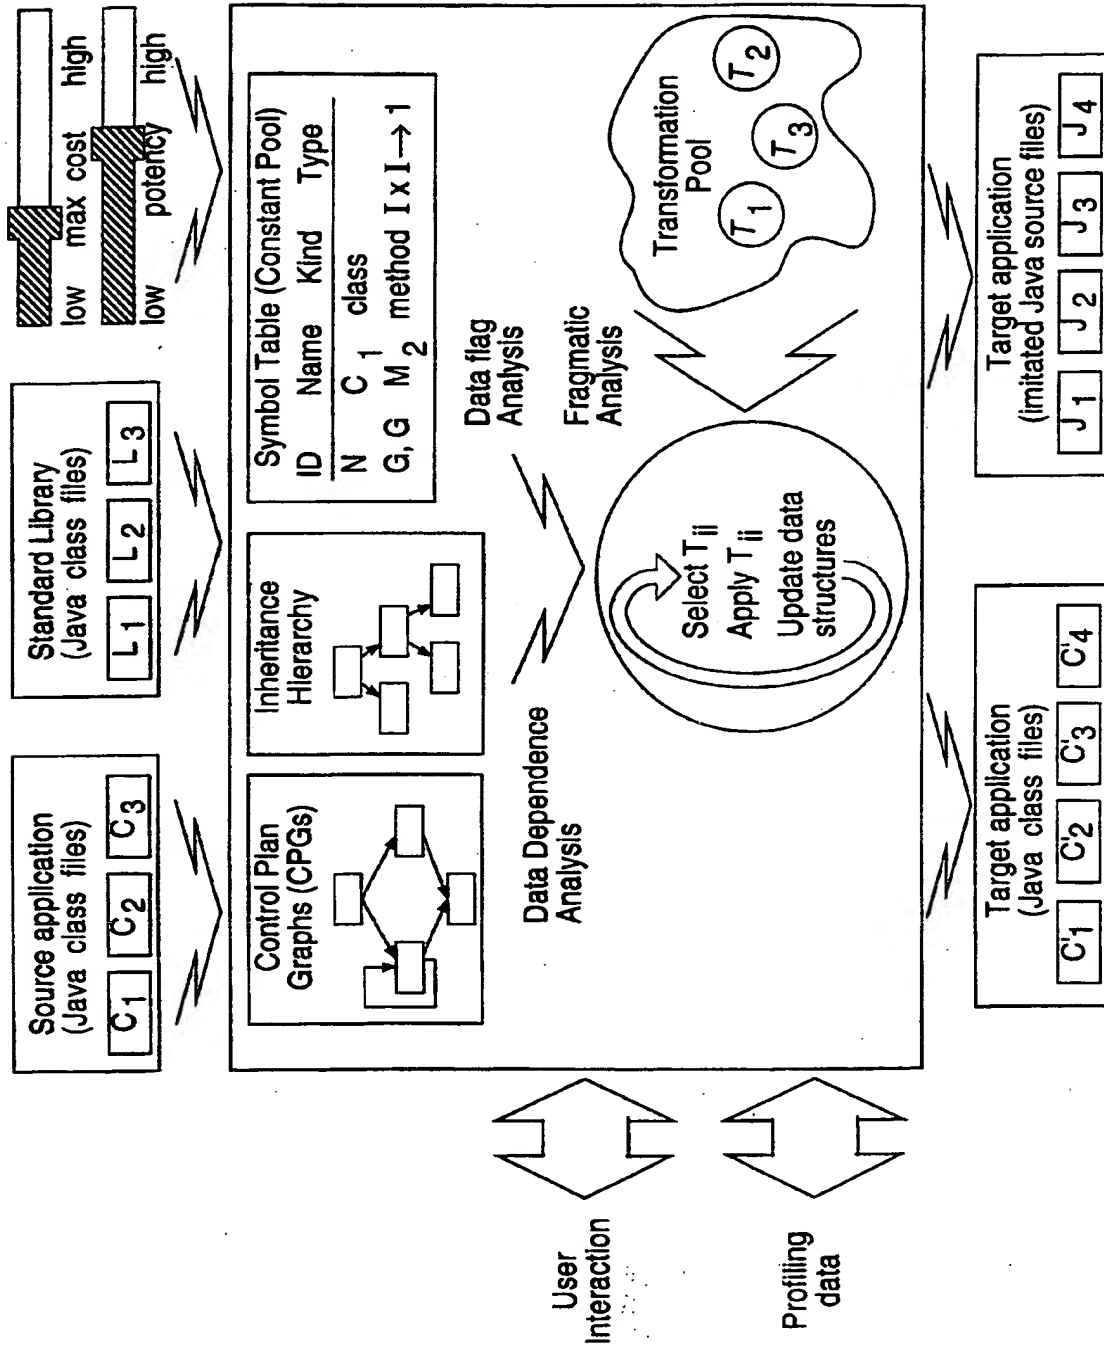 Source application
(Java class files)
C1 C2 C3
Standard Library
(Java class files)
L1 L2 L3
low max cost high
low potency high
Control Plan
Graphs (CPGs)
Inheritance
Hierarchy
Symbol Table (Constant Pool)
ID Name Kind Type
N C1 class
G, G M'2 method I x I → 1
Data Dependence
Analysis
Data flag
Analysis
Fragmatic
Analysis
Select Tii
Apply Tii
Update data
structures
Transformation
Pool
T1
T3
T2
User
Interaction
Profiling
data
Target application
(Java class files)
C'1 C'2 C'3 C'4
Target application
(imitated Java source files)
J1 J2 J3 J4